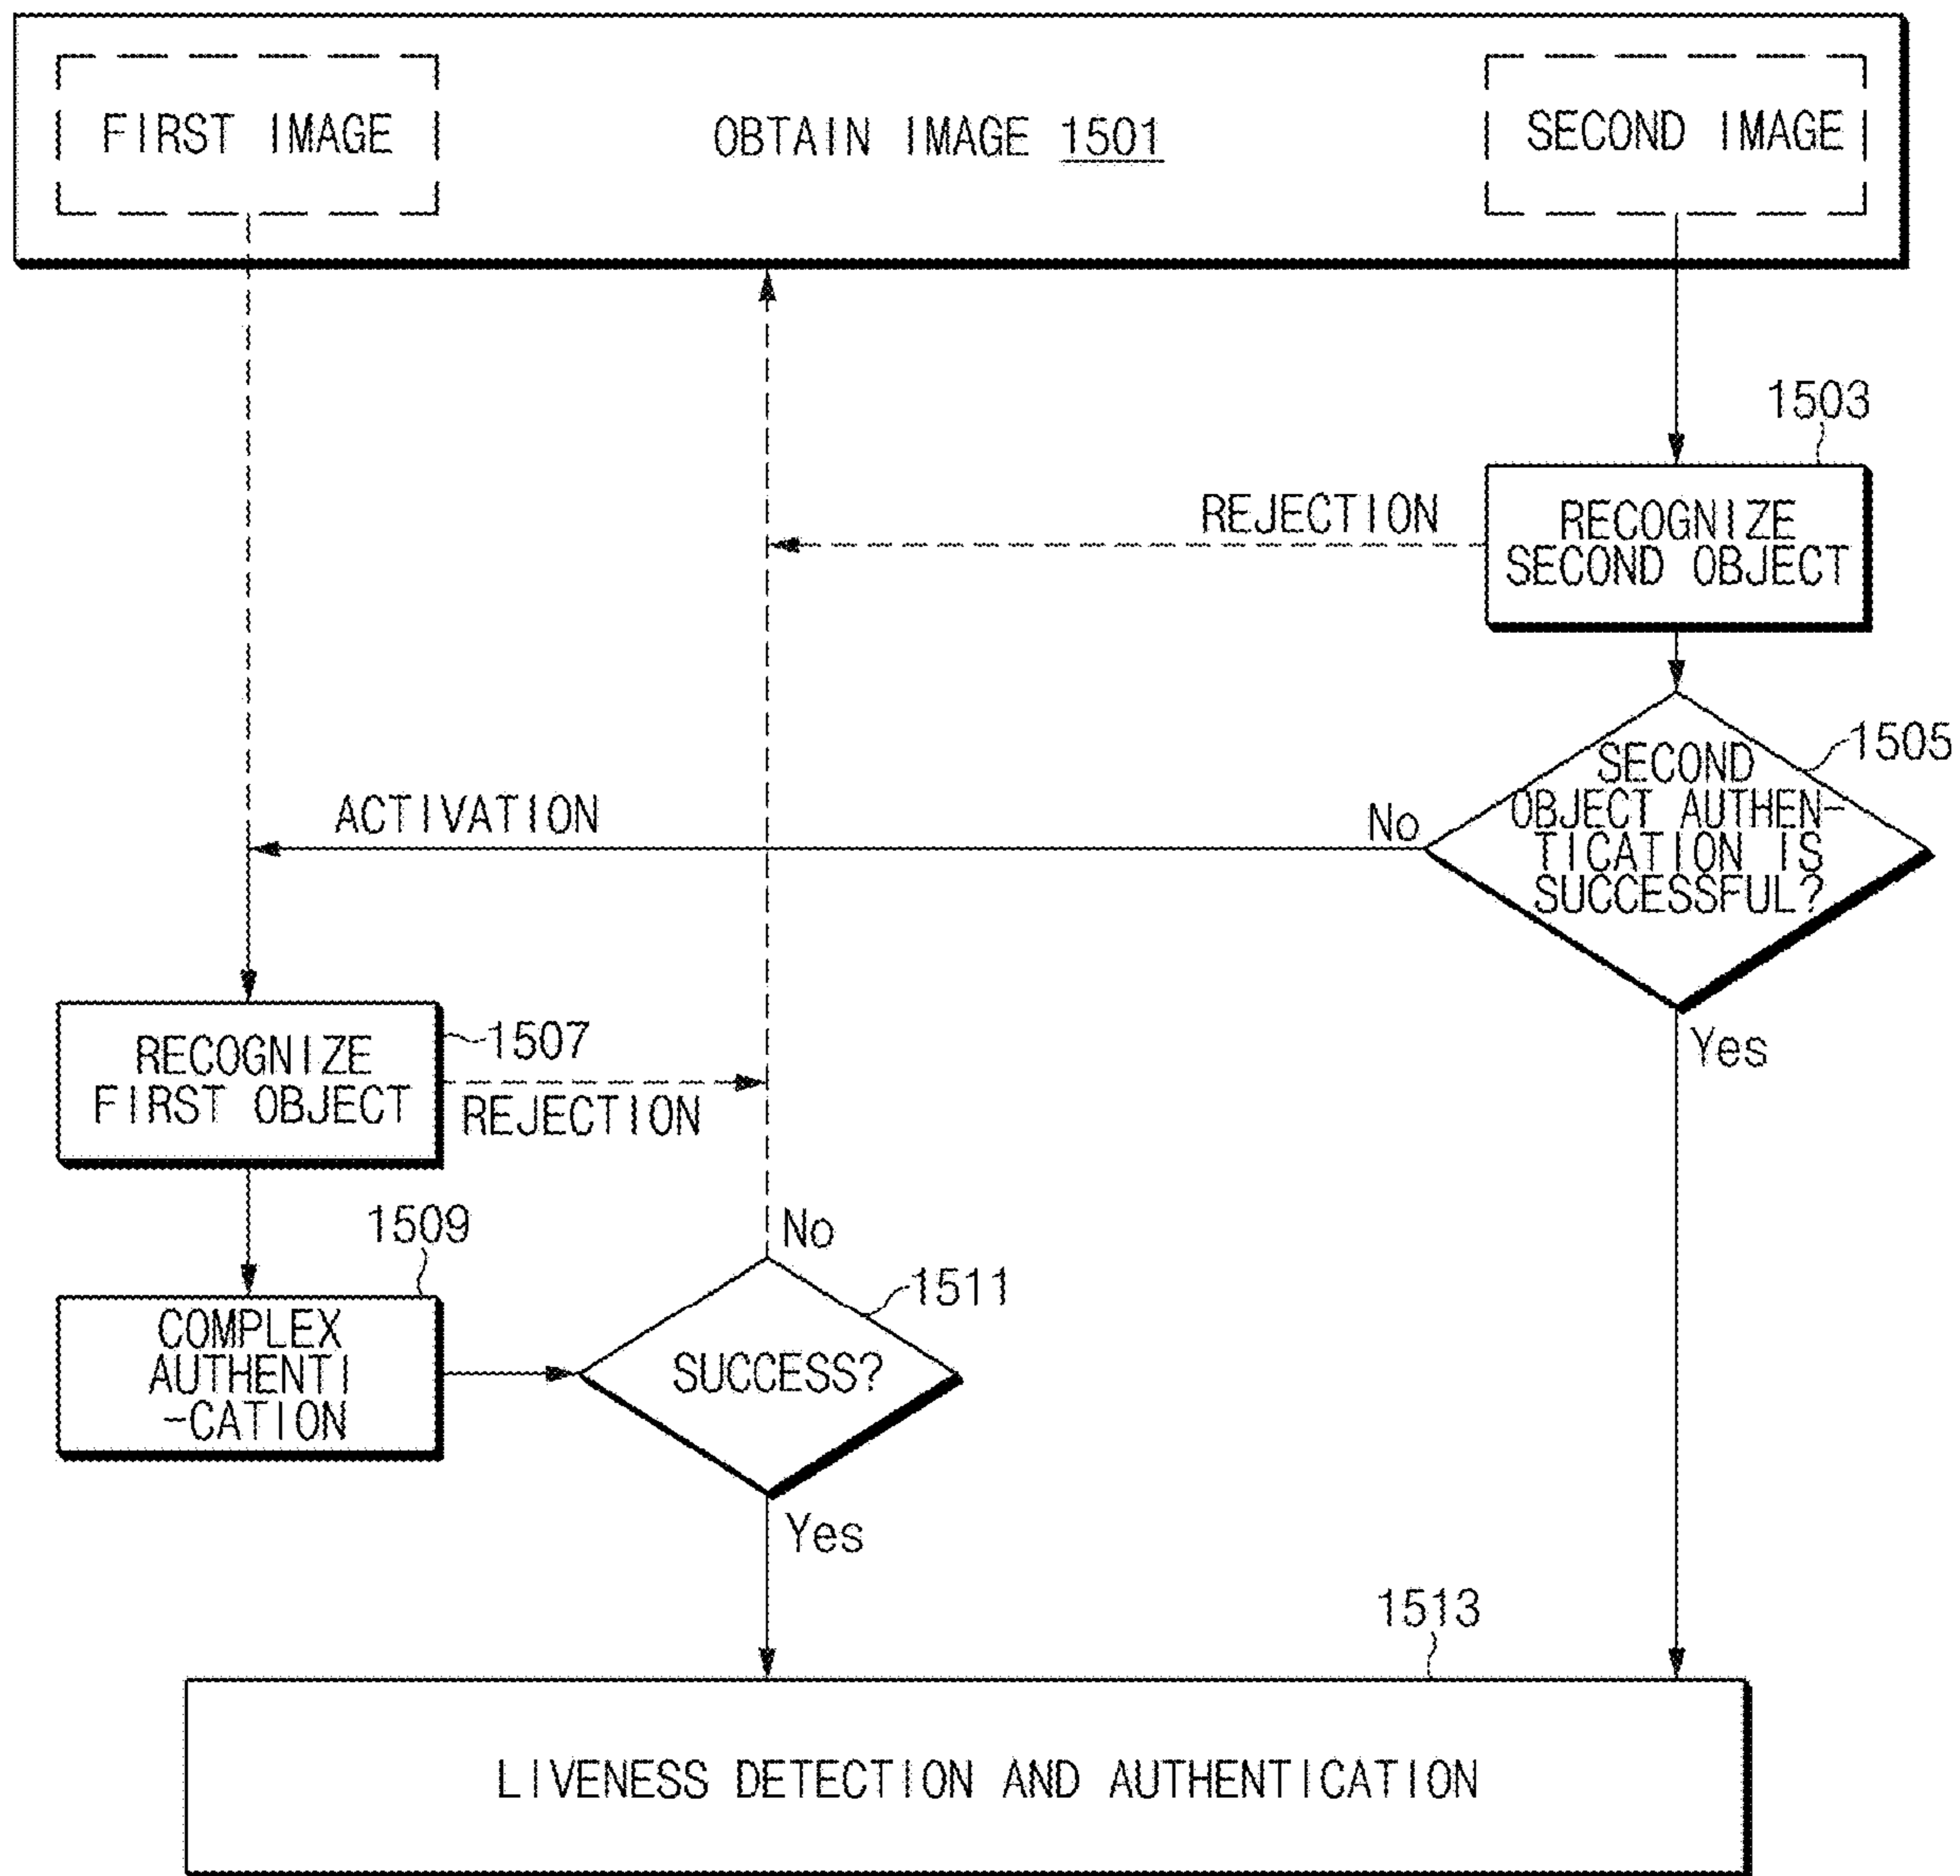 FIRST IMAGE
OBTAIN IMAGE 1501
SECOND IMAGE
1503
REJECTION
RECOGNIZE
SECOND OBJECT
1505
SECOND
OBJECT AUTHEN-
TICATION IS
SUCCESSFUL?
No
ACTIVATION
Yes
RECOGNIZE
FIRST OBJECT
1507
REJECTION
1509
No
1511
COMPLEX
AUTHENTI
-CATION
SUCCESS?
Yes
1513
LIVENESS DETECTION AND AUTHENTICATION